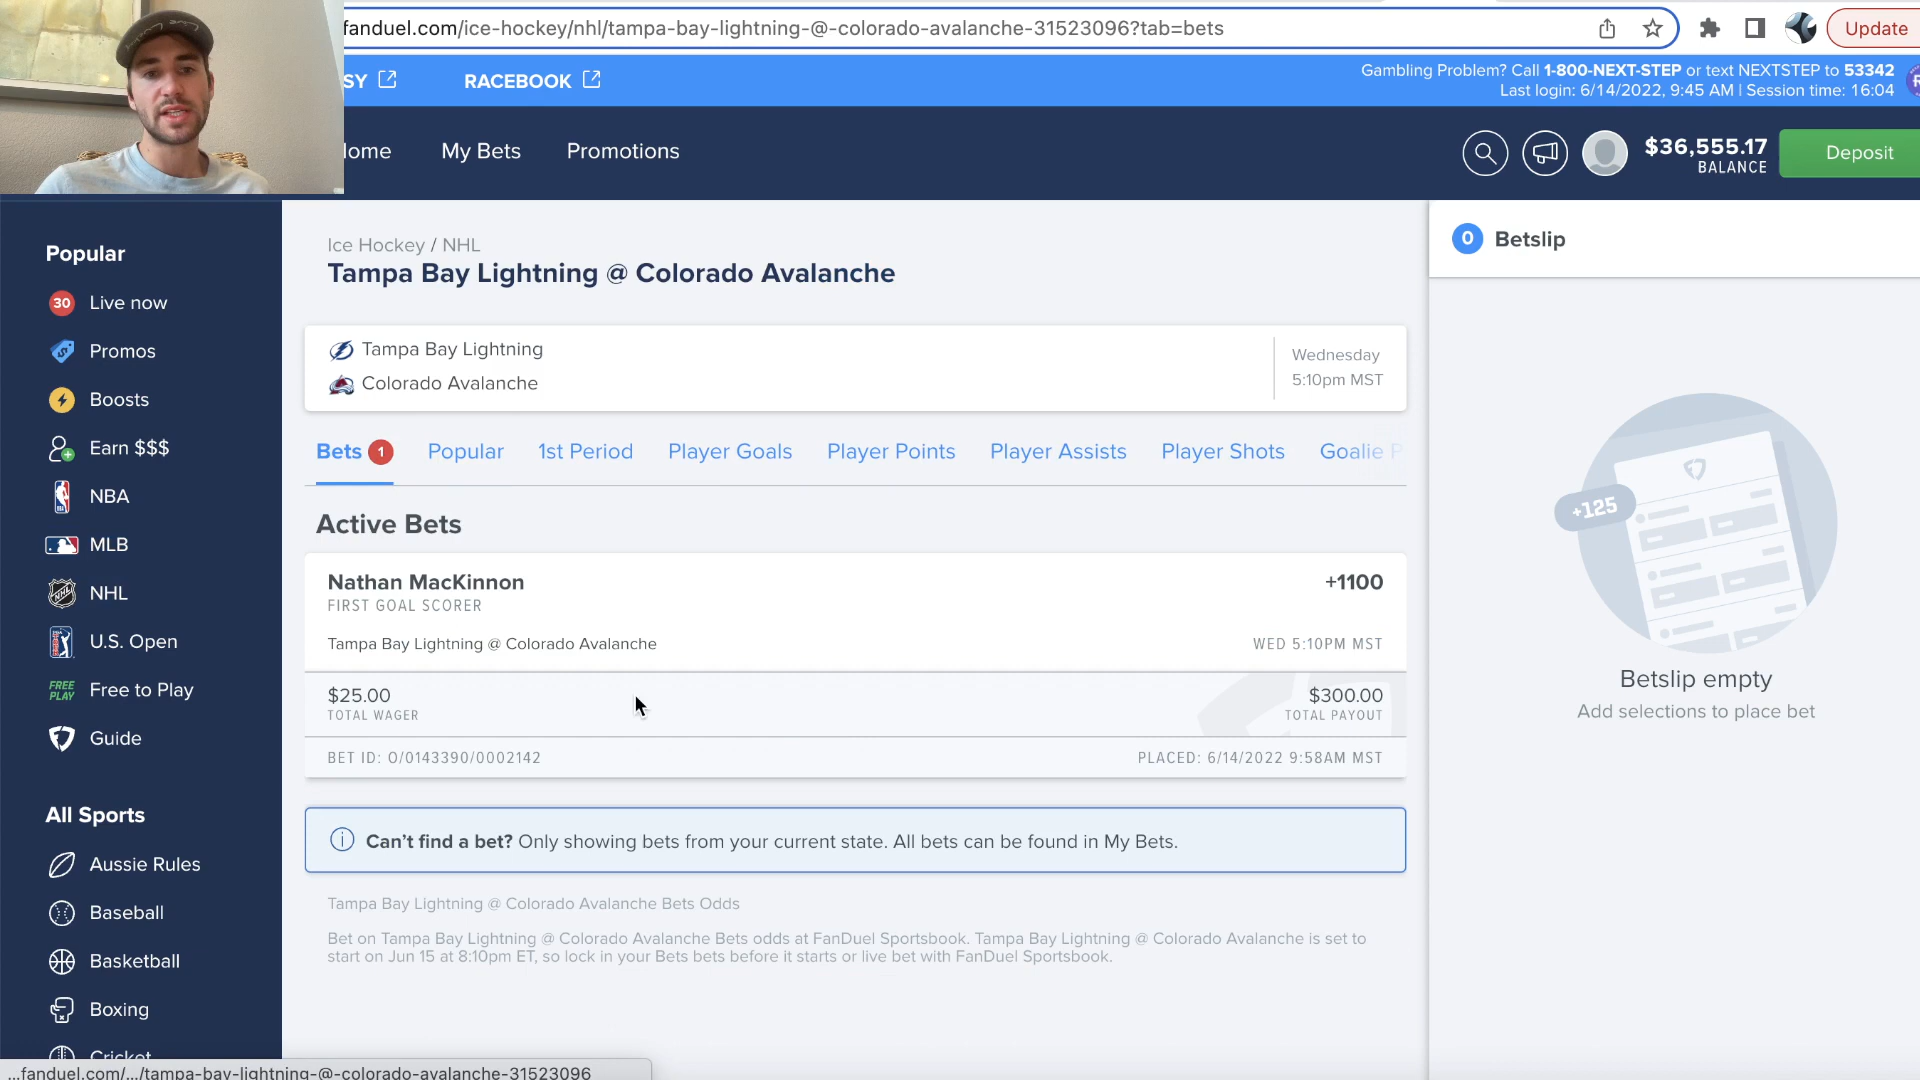 fanduel.com/ice-hockey/nhl/tampa-bay-lightning-@-colorado-avalanche-31523096?tab=bets
Update
SY
RACEBOOK
Gambling Problem? Call 1-800-NEXT-STEP or text NEXTSTEP to 53342
Last login: 6/14/2022, 9:45 AM | Session time: 16:04
ome
My Bets
Promotions
$36,555.17
BALANCE
Deposit
Popular
30 Live now
Promos
Boosts
Earn $$$
NBA
MLB
NHL
U.S. Open
FREE PLAY Free to Play
Guide
All Sports
Aussie Rules
Baseball
Basketball
Boxing
Cricket
Ice Hockey / NHL
Tampa Bay Lightning @ Colorado Avalanche
Tampa Bay Lightning
Colorado Avalanche
Wednesday
5:10pm MST
Bets 1
Popular
1st Period
Player Goals
Player Points
Player Assists
Player Shots
Goalie P
Active Bets
Nathan MacKinnon
+1100
FIRST GOAL SCORER
Tampa Bay Lightning @ Colorado Avalanche
WED 5:10PM MST
$25.00
TOTAL WAGER
$300.00
TOTAL PAYOUT
BET ID: O/0143390/0002142
PLACED: 6/14/2022 9:58AM MST
Can't find a bet? Only showing bets from your current state. All bets can be found in My Bets.
Tampa Bay Lightning @ Colorado Avalanche Bets Odds
Bet on Tampa Bay Lightning @ Colorado Avalanche Bets odds at FanDuel Sportsbook. Tampa Bay Lightning @ Colorado Avalanche is set to
start on Jun 15 at 8:10pm ET, so lock in your Bets bets before it starts or live bet with FanDuel Sportsbook.
0 Betslip
+125
Betslip empty
Add selections to place bet
...fanduel.com/.../tampa-bay-lightning-@-colorado-avalanche-31523096